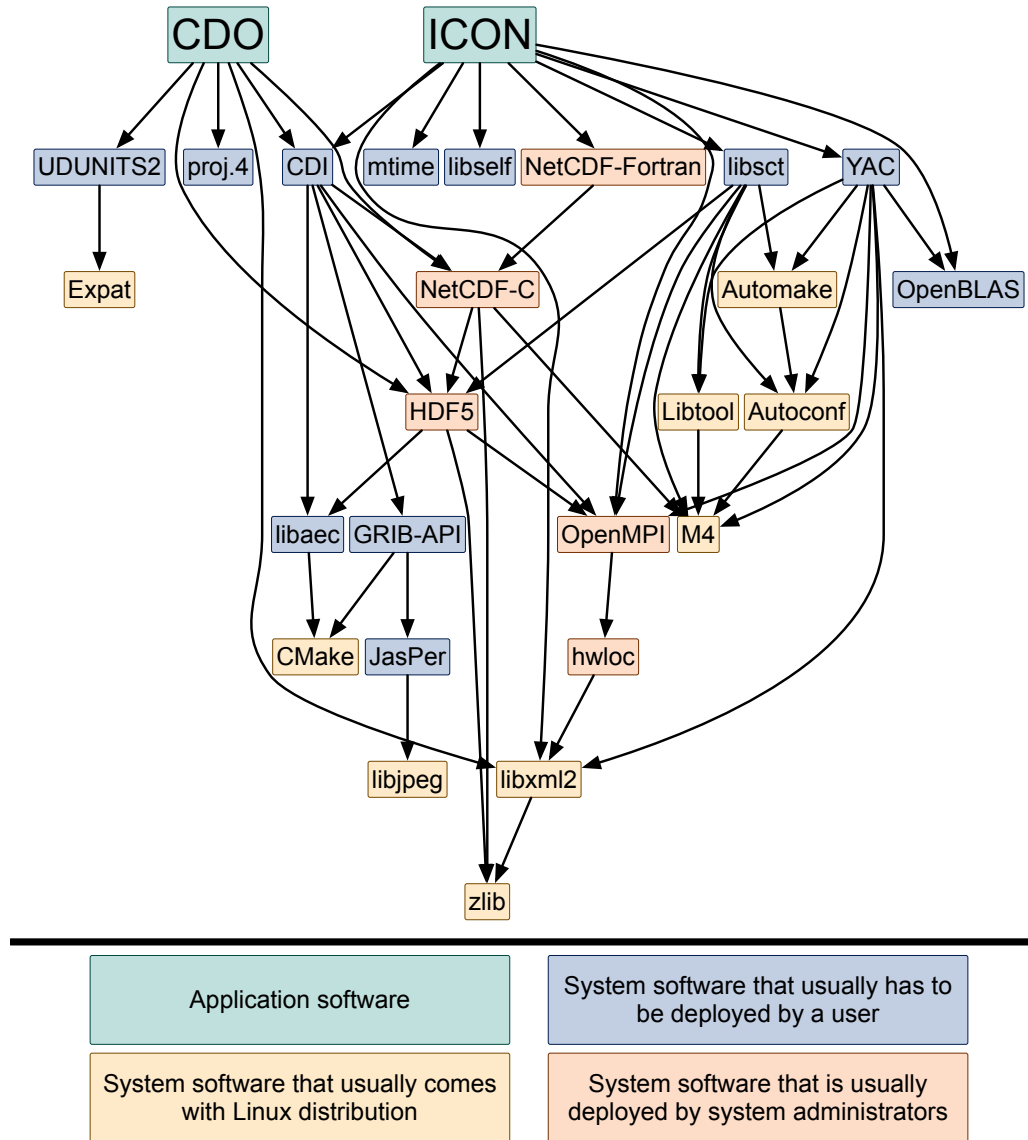 CDO
ICON
UDUNITS2
proj.4
CDI
mtime
libself
NetCDF-Fortran
libsct
YAC
Expat
NetCDF-C
Automake
OpenBLAS
HDF5
Libtool
Autoconf
libaec
GRIB-API
OpenMPI
M4
CMake
JasPer
hwloc
libjpeg
libxml2
zlib
Application software
System software that usually has to
be deployed by a user
System software that usually comes
with Linux distribution
System software that is usually
deployed by system administrators